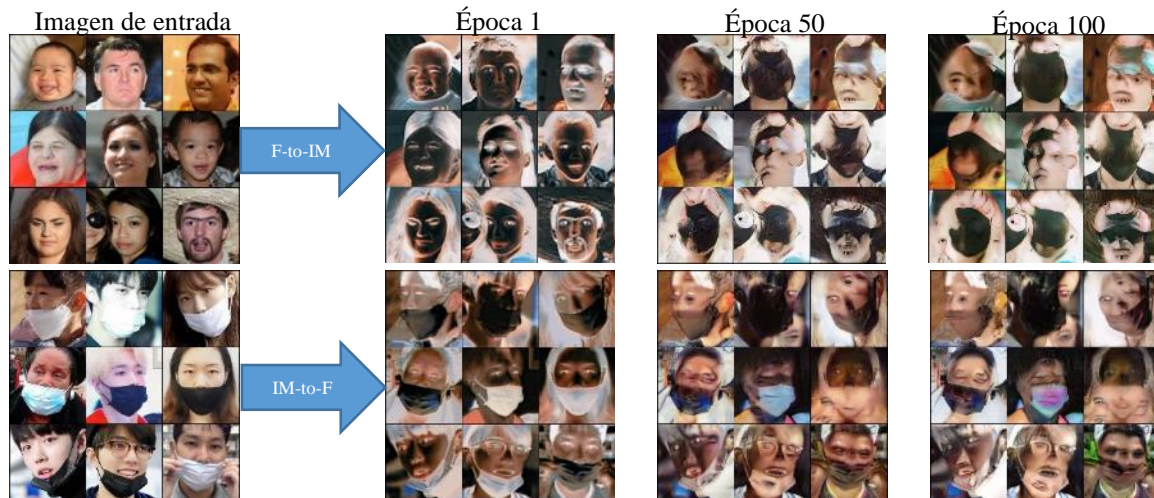 Imagen de entrada
Época 1
Época 50
Época 100
F-to-IM
IM-to-F